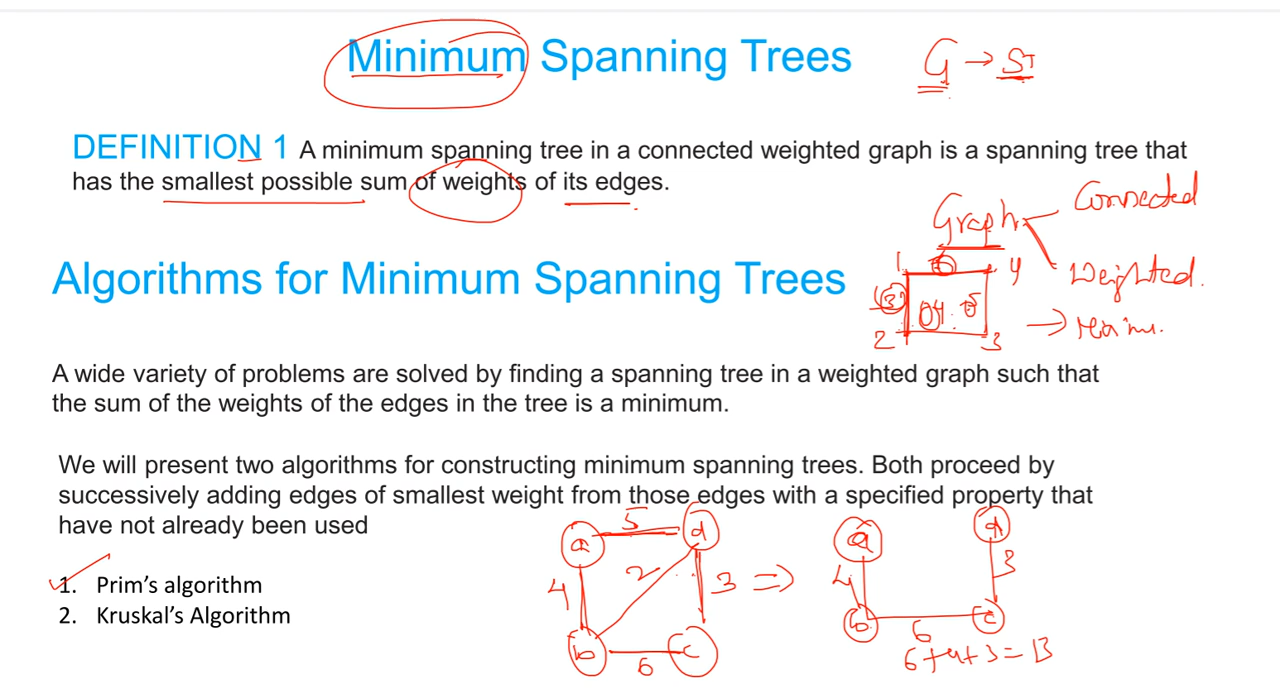 Minimum Spanning Trees
G → ST
DEFINITION 1 A minimum spanning tree in a connected weighted graph is a spanning tree that
has the smallest possible sum of weights of its edges.
Connected
Graph
Weighted.
1 4
2 3
Algorithms for Minimum Spanning Trees
A wide variety of problems are solved by finding a spanning tree in a weighted graph such that
the sum of the weights of the edges in the tree is a minimum.
We will present two algorithms for constructing minimum spanning trees. Both proceed by
successively adding edges of smallest weight from those edges with a specified property that
have not already been used
1. Prim's algorithm
2. Kruskal's Algorithm
a 5 d
4 2 3 ⇒
b 6 c
a d
4 3
b 6 c
6+4+3=13